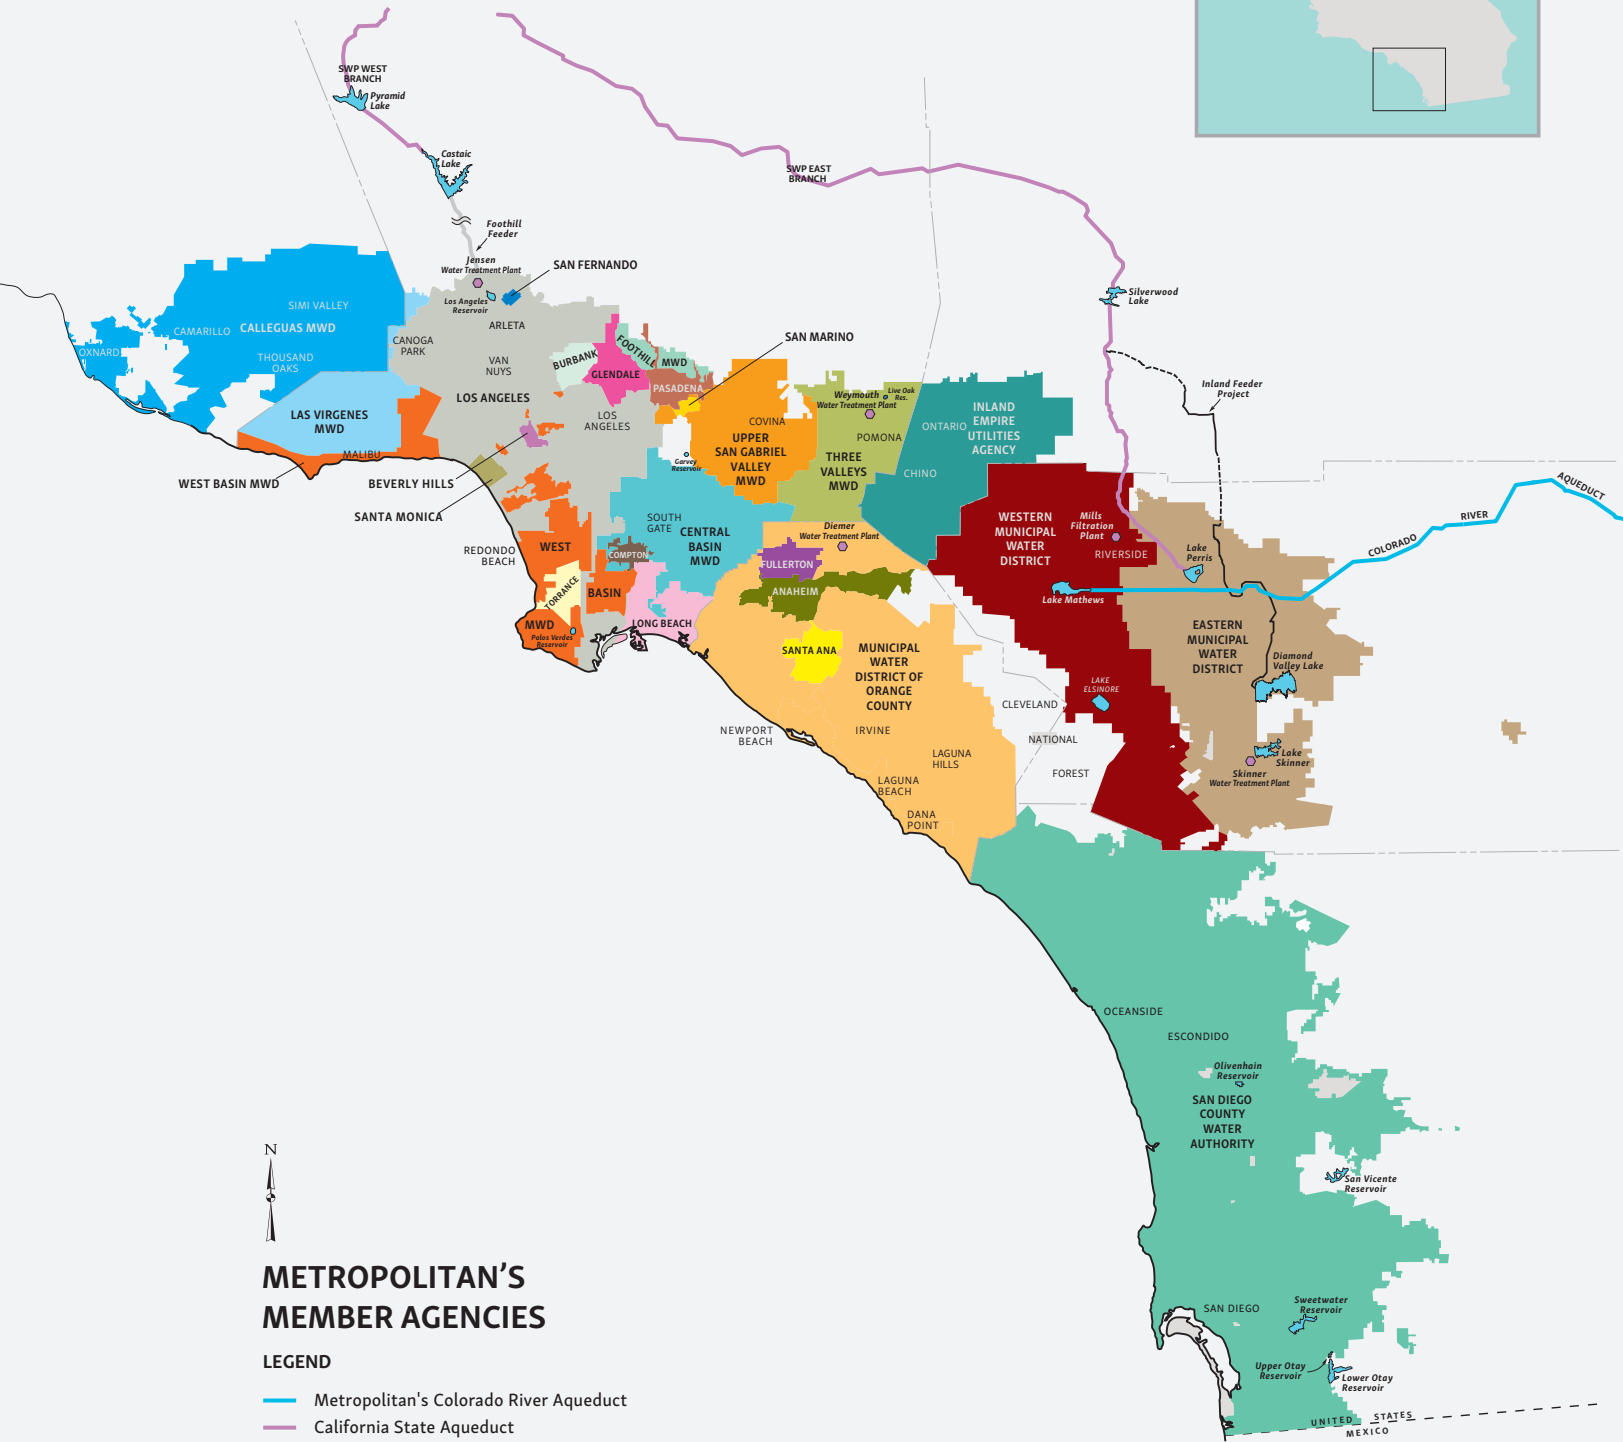 SWP WEST
BRANCH
Pyramid
Lake
Castaic
Lake
SWP EAST
BRANCH
Foothill
Feeder
Jensen
Water Treatment Plant
SAN FERNANDO
Los Angeles
Reservoir
Silverwood
Lake
SIMI VALLEY
CAMARILLO
CALLEGUAS MWD
OXNARD
THOUSAND
OAKS
ARLETA
CANOGA
PARK
VAN
NUYS
BURBANK
GLENDALE
FOOTHILL
MWD
PASADENA
SAN MARINO
LOS ANGELES
LOS
ANGELES
LAS VIRGENES
MWD
MALIBU
WEST BASIN MWD
BEVERLY HILLS
SANTA MONICA
Garvey
Reservoir
COVINA
UPPER
SAN GABRIEL
VALLEY
MWD
Weymouth
Water Treatment Plant
Live Oak
Res.
POMONA
THREE
VALLEYS
MWD
ONTARIO
INLAND
EMPIRE
UTILITIES
AGENCY
CHINO
Inland Feeder
Project
COLORADO
RIVER
AQUEDUCT
REDONDO
BEACH
WEST
BASIN
MWD
TORRANCE
Palos Verdes
Reservoir
COMPTON
SOUTH
GATE
CENTRAL
BASIN
MWD
LONG BEACH
Diemer
Water Treatment Plant
FULLERTON
ANAHEIM
SANTA ANA
MUNICIPAL
WATER
DISTRICT OF
ORANGE
COUNTY
NEWPORT
BEACH
IRVINE
LAGUNA
HILLS
LAGUNA
BEACH
DANA
POINT
WESTERN
MUNICIPAL
WATER
DISTRICT
Mills
Filtration
Plant
RIVERSIDE
Lake
Perris
Lake Mathews
LAKE
ELSINORE
CLEVELAND
NATIONAL
FOREST
EASTERN
MUNICIPAL
WATER
DISTRICT
Diamond
Valley Lake
Lake
Skinner
Skinner
Water Treatment Plant
OCEANSIDE
ESCONDIDO
Olivenhain
Reservoir
SAN DIEGO
COUNTY
WATER
AUTHORITY
San Vicente
Reservoir
SAN DIEGO
Sweetwater
Reservoir
Upper Otay
Reservoir
Lower Otay
Reservoir
UNITED STATES
MEXICO
N
METROPOLITAN'S
MEMBER AGENCIES
LEGEND
Metropolitan's Colorado River Aqueduct
California State Aqueduct